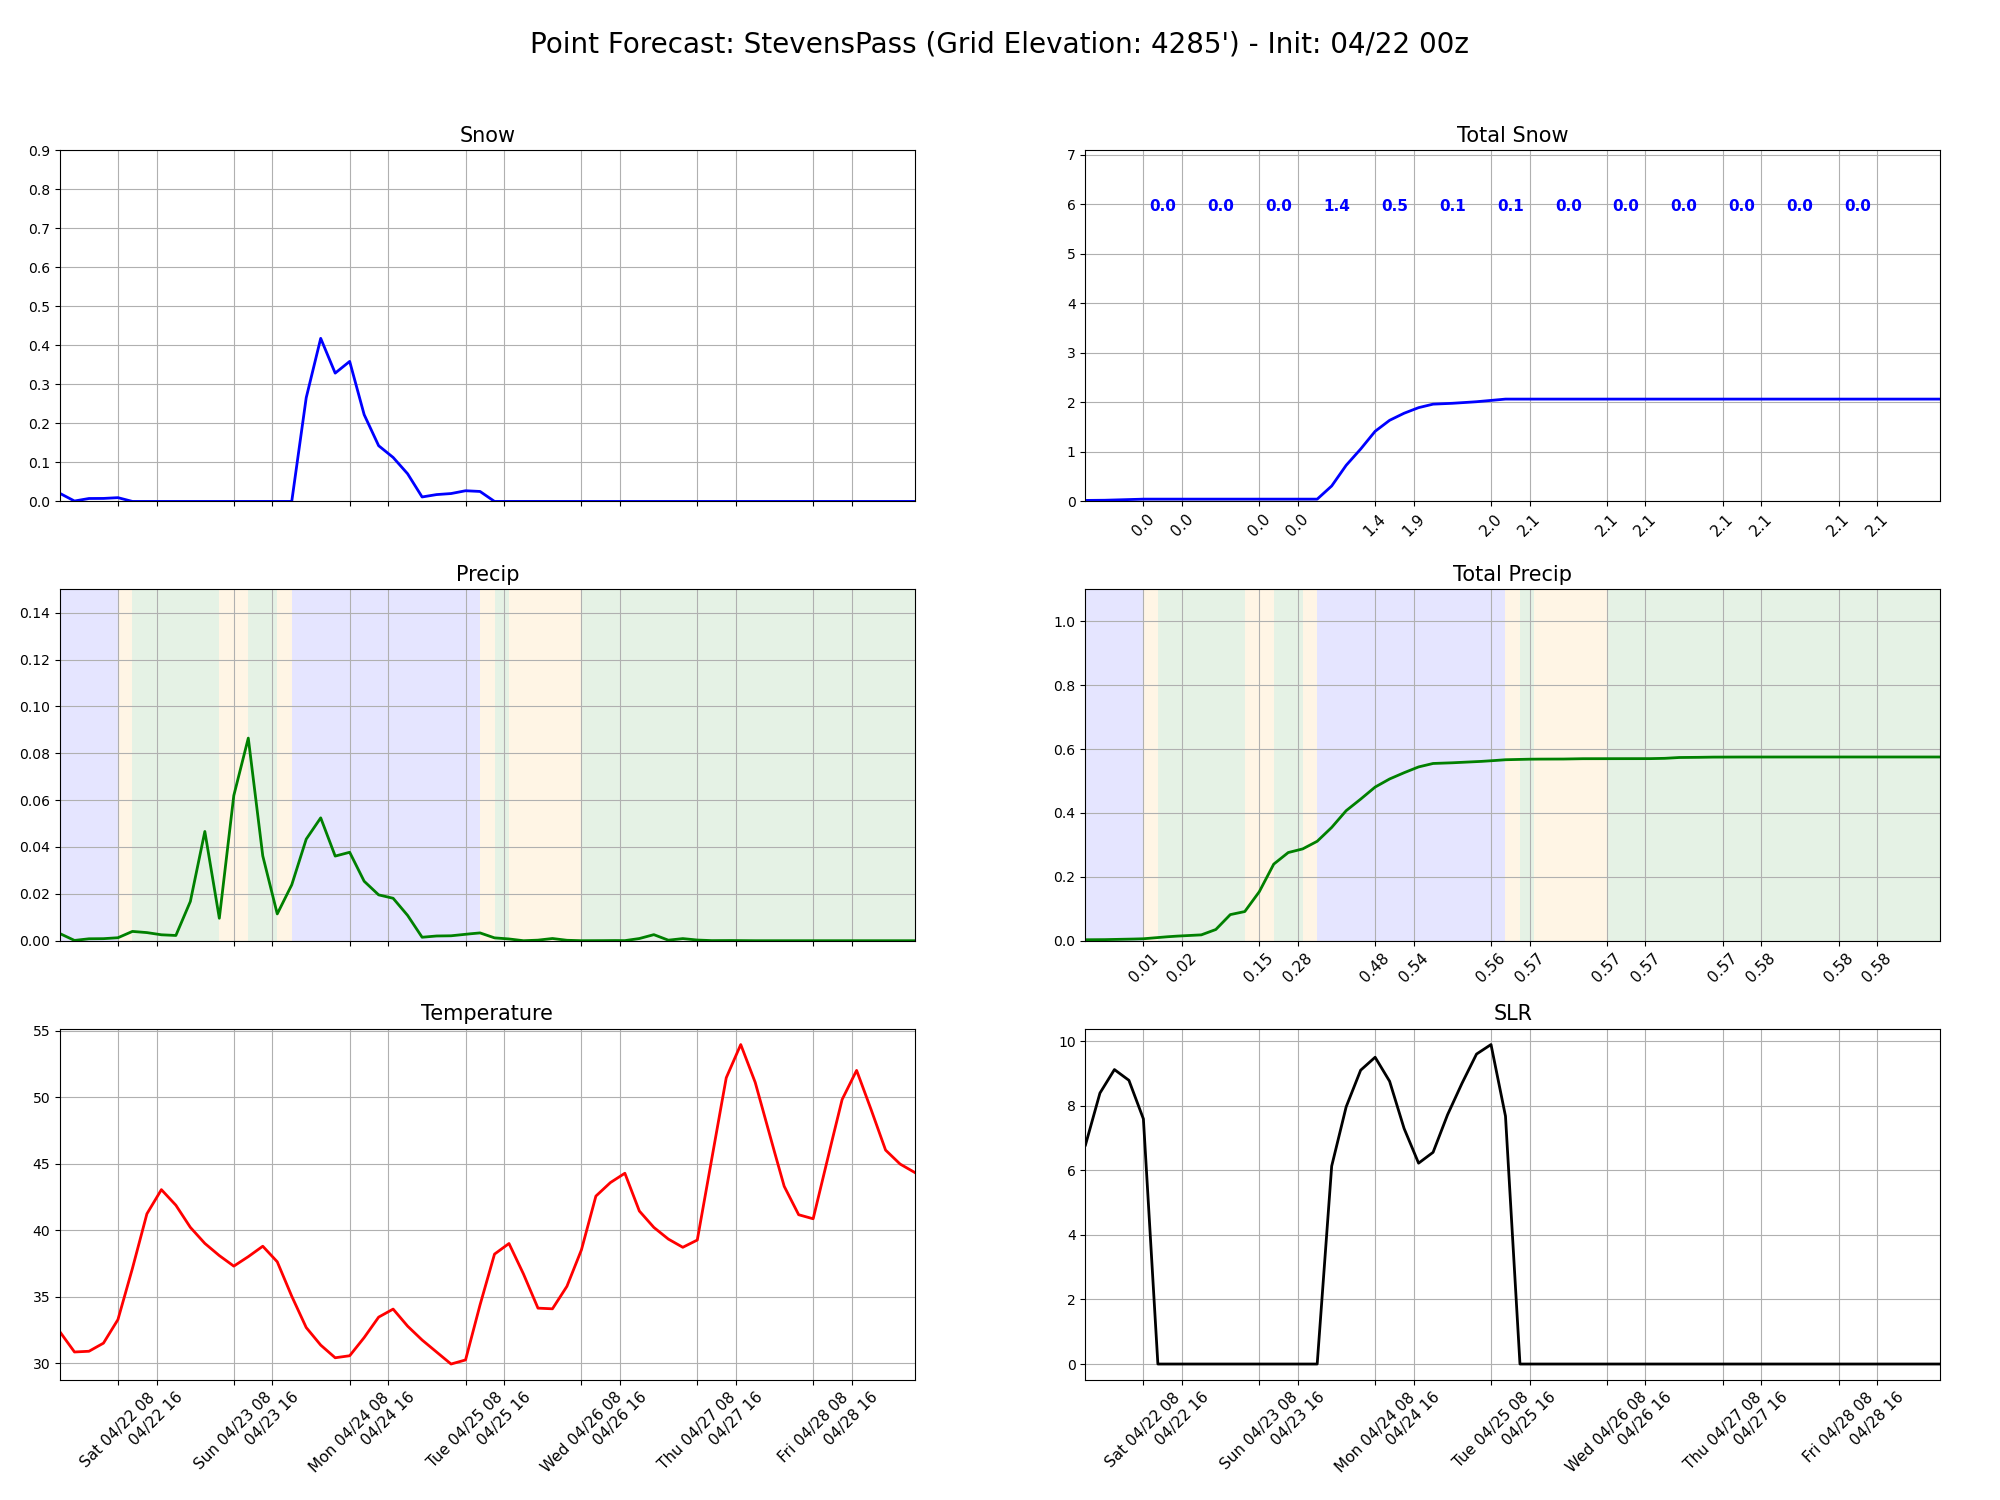 Point Forecast: StevensPass (Grid Elevation: 4285') - Init: 04/22 00z
Snow
0.9
0.8
0.7
0.6
0.5
0.4
0.3
0.2
0.1
0.0
Total Snow
7
6
5
4
3
2
1
0
0.0 0.0 0.0 1.4 0.5 0.1 0.1 0.0 0.0 0.0 0.0 0.0 0.0
0.0 0.0 0.0 0.0 1.4 1.9 2.0 2.1 2.1 2.1 2.1 2.1 2.1 2.1
Precip
0.14
0.12
0.10
0.08
0.06
0.04
0.02
0.00
Total Precip
1.0
0.8
0.6
0.4
0.2
0.0
0.01 0.02 0.15 0.28 0.48 0.54 0.56 0.57 0.57 0.57 0.57 0.58 0.58 0.58
Temperature
55
50
45
40
35
30
Sat 04/22 08
04/22 16
Sun 04/23 08
04/23 16
Mon 04/24 08
04/24 16
Tue 04/25 08
04/25 16
Wed 04/26 08
04/26 16
Thu 04/27 08
04/27 16
Fri 04/28 08
04/28 16
SLR
10
8
6
4
2
0
Sat 04/22 08
04/22 16
Sun 04/23 08
04/23 16
Mon 04/24 08
04/24 16
Tue 04/25 08
04/25 16
Wed 04/26 08
04/26 16
Thu 04/27 08
04/27 16
Fri 04/28 08
04/28 16